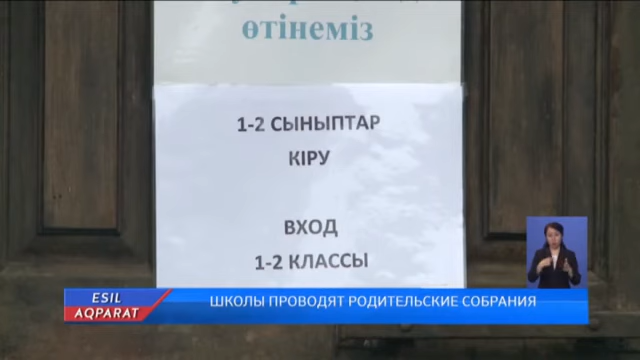 өтінеміз
1-2 СЫНЫПТАР
КІРУ
ВХОД
1-2 КЛАССЫ
ESIL
AQPARAT
ШКОЛЫ ПРОВОДЯТ РОДИТЕЛЬСКИЕ СОБРАНИЯ